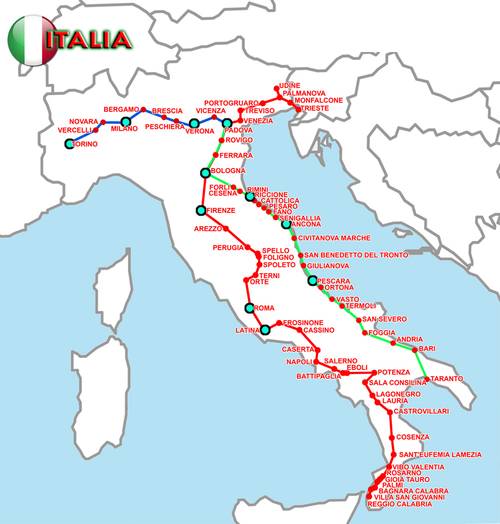 ITALIA
UDINE
PALMANOVA
PORTOGRUARO
MONFALCONE
TRIESTE
BERGAMO
BRESCIA
VICENZA
TREVISO
NOVARA
PESCHIERA
VENEZIA
VERCELLI
MILANO
VERONA
PADOVA
TORINO
ROVIGO
FERRARA
BOLOGNA
FORLI
CESENA
RIMINI
RICCIONE
CATTOLICA
PESARO
FANO
SENIGALLIA
ANCONA
FIRENZE
AREZZO
CIVITANOVA MARCHE
PERUGIA
SPELLO
FOLIGNO
SPOLETO
SAN BENEDETTO DEL TRONTO
GIULIANOVA
TERNI
ORTE
PESCARA
ORTONA
VASTO
TERMOLI
ROMA
SAN SEVERO
FROSINONE
LATINA
CASSINO
FOGGIA
ANDRIA
BARI
CASERTA
NAPOLI
SALERNO
EBOLI
BATTIPAGLIA
POTENZA
TARANTO
SALA CONSILINA
LAGONEGRO
LAURIA
CASTROVILLARI
COSENZA
SANT'EUFEMIA LAMEZIA
VIBO VALENTIA
ROSARNO
GIOIA TAURO
PALMI
BAGNARA CALABRA
VILLA SAN GIOVANNI
REGGIO CALABRIA